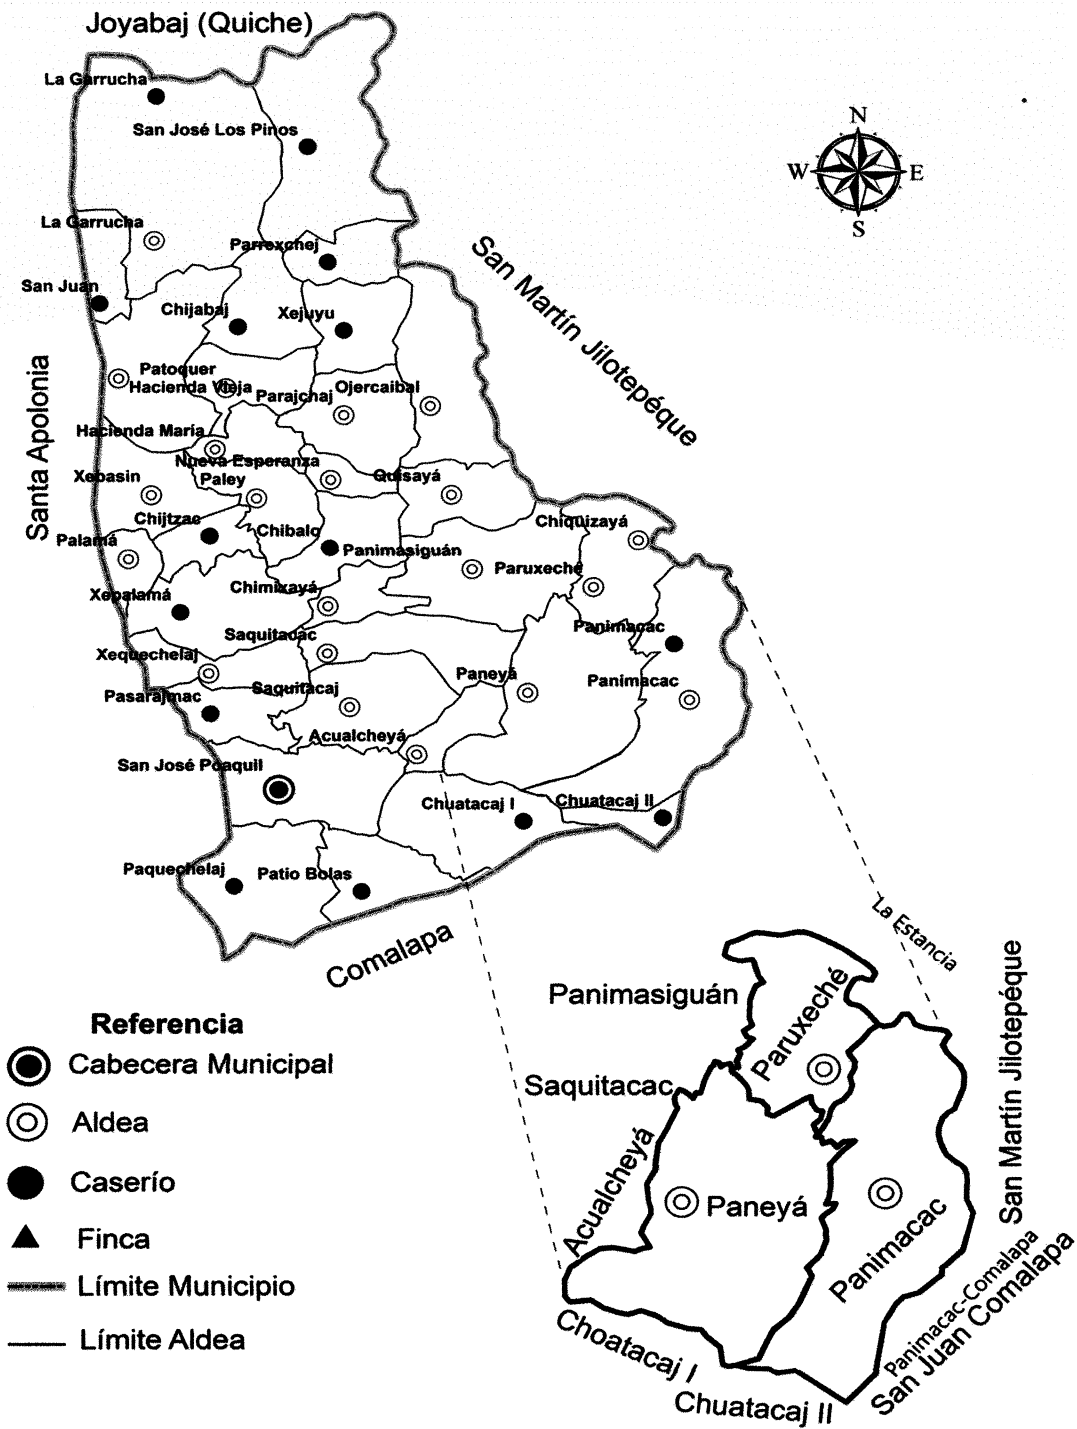 Joyabaj (Quiche)
La Garrucha
San José Los Pinos
N
W
E
S
La Garrucha
Parrexchej
San Martín Jilotepéque
San Juan
Chijabaj
Xejuyu
Santa Apolonia
Patoquer
Hacienda Vieja
Parajchaj
Ojercaibal
Hacienda María
Nueva Esperanza
Xebasin
Paley
Quisayá
Chijtzac
Chibalo
Chiquizayá
Palamá
Panimasiguán
Paruxeché
Xepalamá
Chimixayá
Saquitacac
Panimacac
Xequechelaj
Paneyá
Panimacac
Pasarajmac
Saquitacaj
Acualcheyá
San José Poaquil
Chuatacaj I
Chuatacaj II
Paquechelaj
Patio Bolas
Comalapa
La Estancia
Panimasiguán
Paruxeché
San Martín Jilotepéque
Saquitacac
Acualcheyá
Paneyá
Panimacac
Panimacac-Comalapa
San Juan Comalapa
Choatacaj I
Chuatacaj II
Referencia
Cabecera Municipal
Aldea
Caserío
Finca
Límite Municipio
Límite Aldea